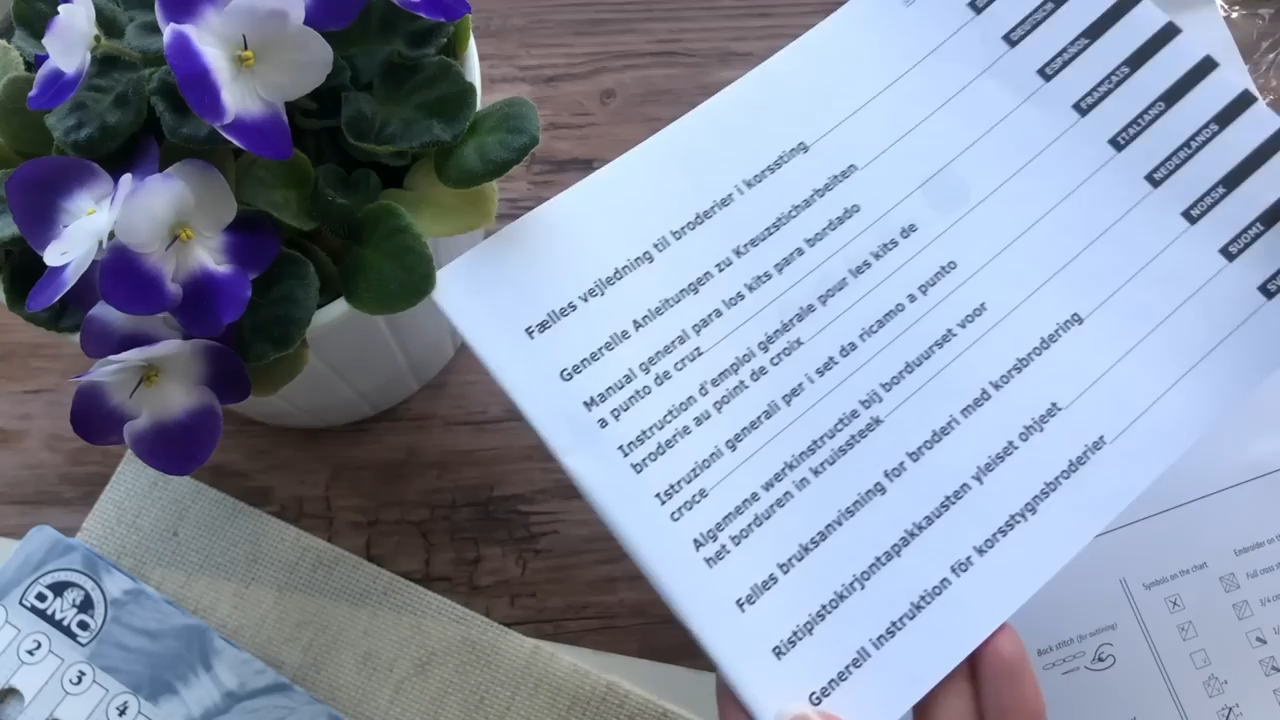 Fælles vejledning til broderier i korssting
DEUTSCH
Generelle Anleitungen zu Kreuzsticharbeiten
ESPAÑOL
Manual general para los kits para bordado
a punto de cruz
FRANÇAIS
Instruction d'emploi générale pour les kits de
broderie au point de croix
ITALIANO
Istruzioni generali per i set da ricamo a punto
croce
NEDERLANDS
Algemene werkinstructie bij borduurset voor
het borduren in kruissteek
NORSK
Felles bruksanvisning for broderi med korsbrodering
SUOMI
Ristipistokirjontapakkausten yleiset ohjeet
Generell instruktion för korsstygnsbroderier
DMC
2
3
4
Back stitch (for outlining)
Symbols on the chart
Embroider on
Full cross
3/4